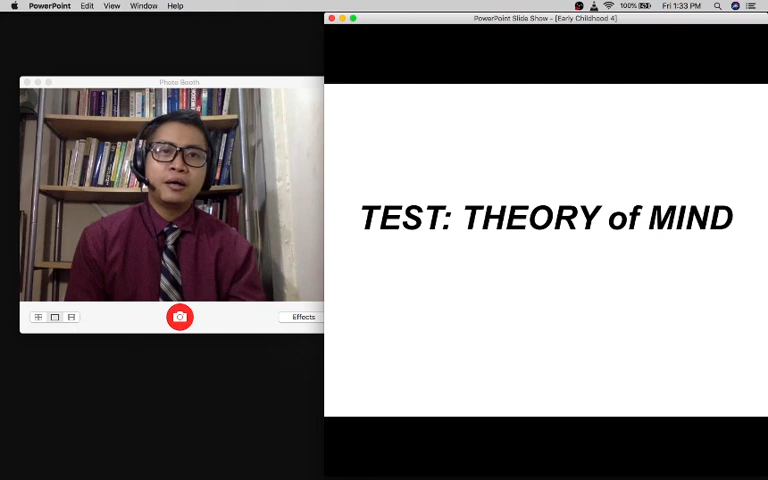 PowerPoint Edit View Window Help
100% Fri 1:33 PM
PowerPoint Slide Show - [Early Childhood 4]
Photo Booth
TEST: THEORY of MIND
Effects